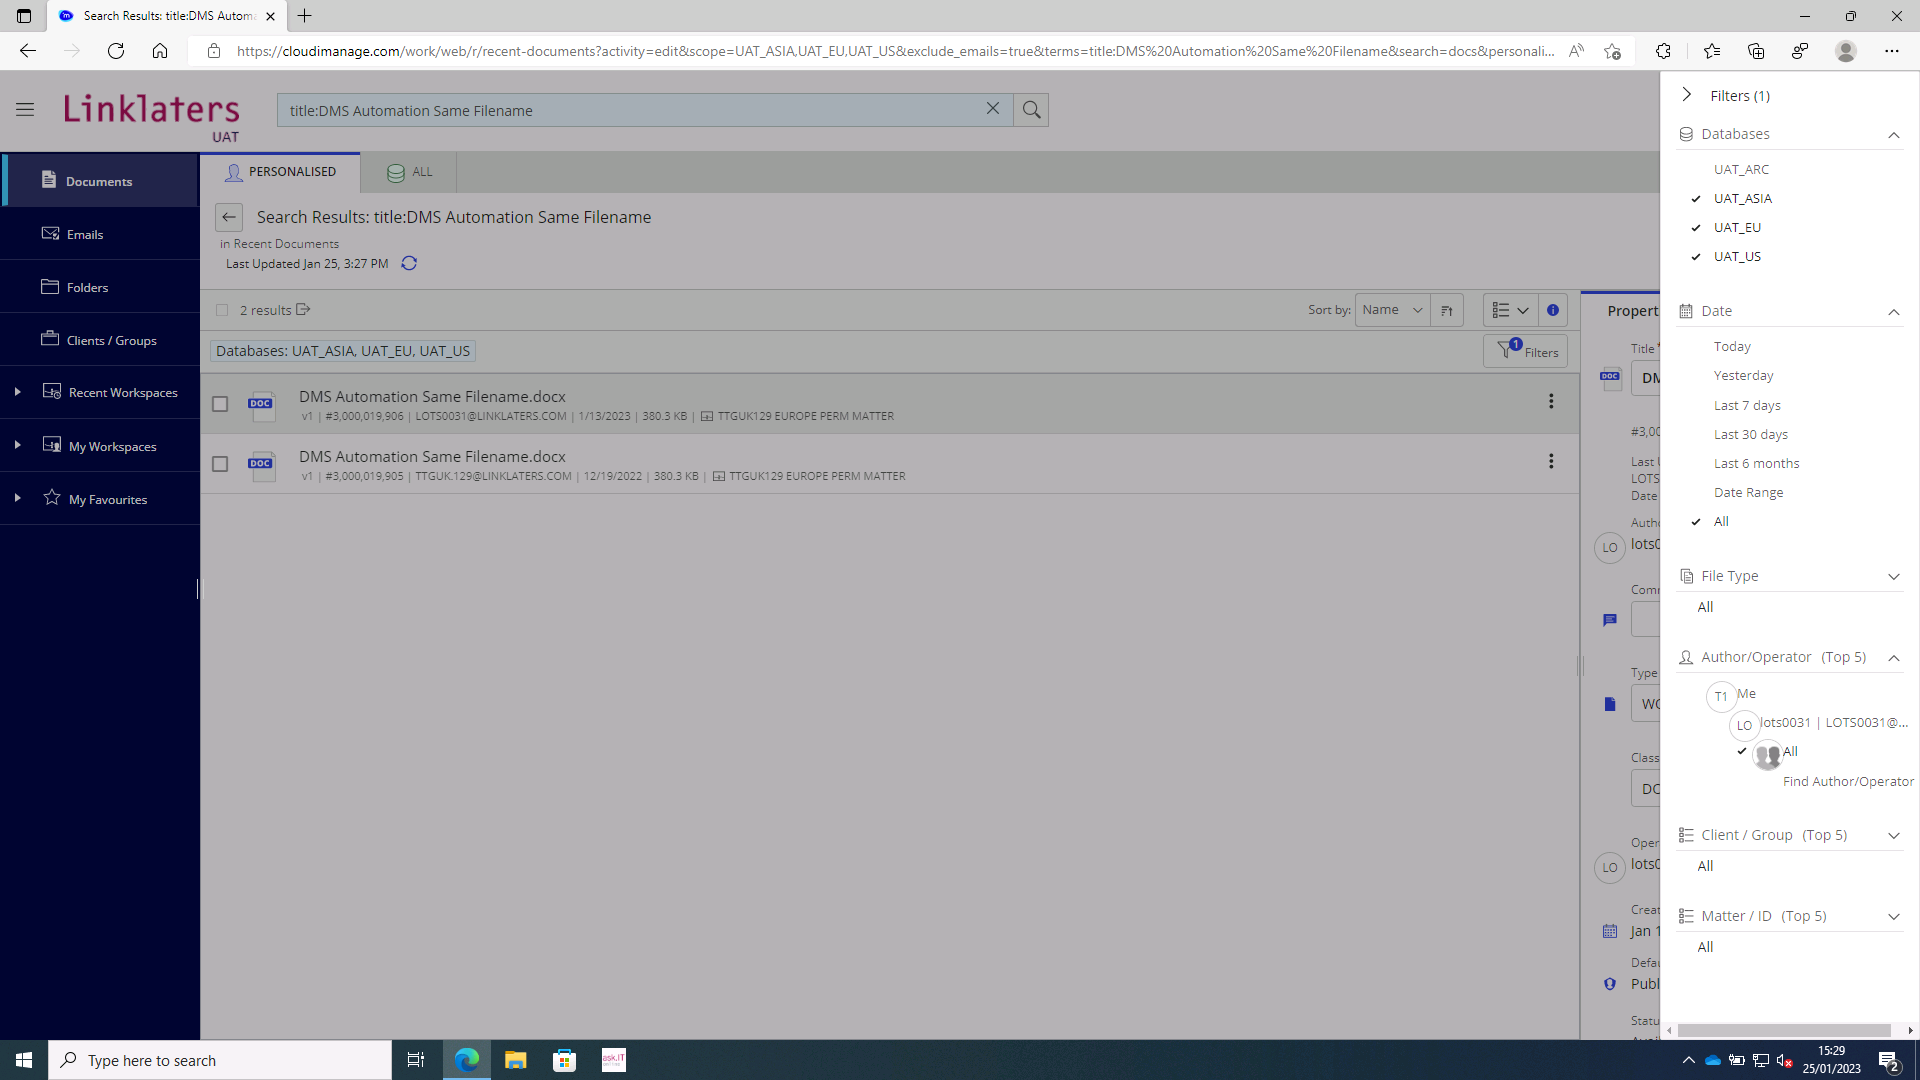 Search Results: title:DMS Autom
https://cloudimanage.com/work/web/r/recent-documents?activity=edit&scope=UAT_ASIA,UAT_EU,UAT_US&exclude_emails=true&terms=title:DMS%20Automation%20Same%20Filename&search=docs&personali...
Linklaters
UAT
title:DMS Automation Same Filename
Documents
Emails
Folders
Clients / Groups
Recent Workspaces
My Workspaces
My Favourites
PERSONALISED
ALL
Search Results: title:DMS Automation Same Filename
in Recent Documents
Last Updated Jan 25, 3:27 PM
2 results
Sort by: Name
Databases: UAT_ASIA, UAT_EU, UAT_US
1 Filters
DOC
DMS Automation Same Filename.docx
v1 | #3,000,019,906 | LOTS0031@LINKLATERS.COM | 1/13/2023 | 380.3 KB | TTGUK129 EUROPE PERM MATTER
DOC
DMS Automation Same Filename.docx
v1 | #3,000,019,905 | TTGUK.129@LINKLATERS.COM | 12/19/2022 | 380.3 KB | TTGUK129 EUROPE PERM MATTER
Propert
Title *
DOC
DM
#3,00
Last U
LOTS
Date
Autho
LO
lots0
Comm
Type
WO
Class
DO
Oper
LO
lots0
Creat
Jan 1
Defau
Publ
Statu
Filters (1)
Databases
UAT_ARC
UAT_ASIA
UAT_EU
UAT_US
Date
Today
Yesterday
Last 7 days
Last 30 days
Last 6 months
Date Range
All
File Type
All
Author/Operator (Top 5)
T1 Me
LO lots0031 | LOTS0031@...
All
Find Author/Operator
Client / Group (Top 5)
All
Matter / ID (Top 5)
All
Type here to search
ask.IT
15:29
25/01/2023
2